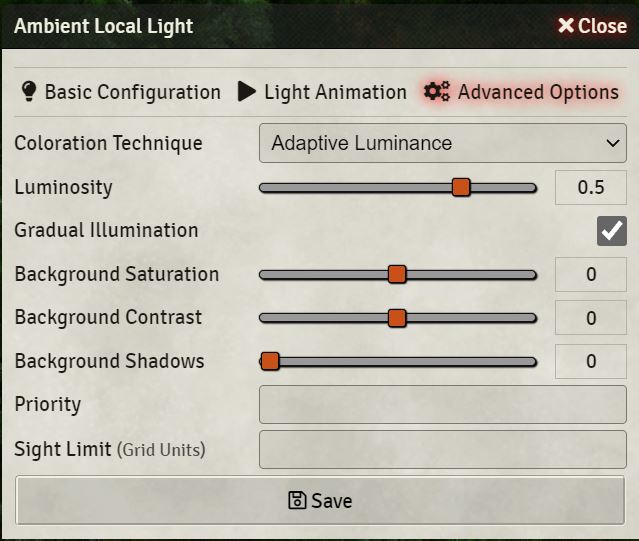 Ambient Local Light
Close
Basic Configuration
Light Animation
Advanced Options
Coloration Technique
Adaptive Luminance
Luminosity
0.5
Gradual Illumination
Background Saturation
0
Background Contrast
0
Background Shadows
0
Priority
Sight Limit (Grid Units)
Save